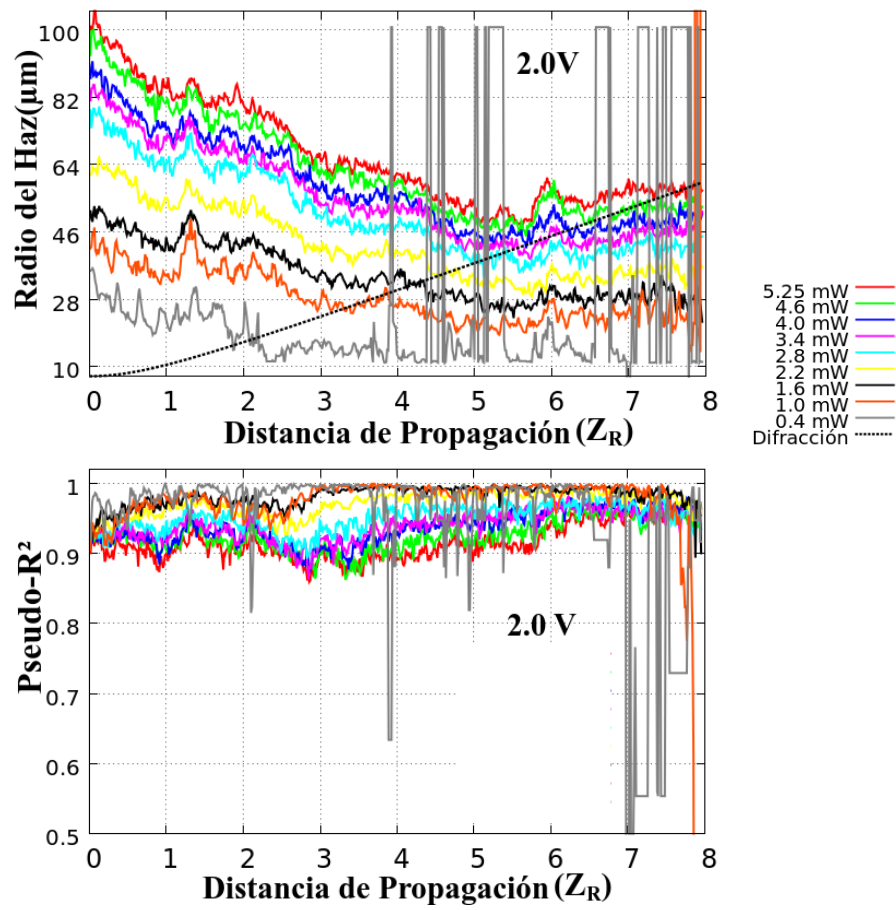 100
82
64
46
28
10
Radio del Haz(μm)
2.0V
0 1 2 3 4 5 6 7 8
Distancia de Propagación (Z_R)
5.25 mW
4.6 mW
4.0 mW
3.4 mW
2.8 mW
2.2 mW
1.6 mW
1.0 mW
0.4 mW
Difracción
1
0.9
0.8
0.7
0.6
0.5
Pseudo-R²
2.0 V
0 1 2 3 4 5 6 7 8
Distancia de Propagación (Z_R)